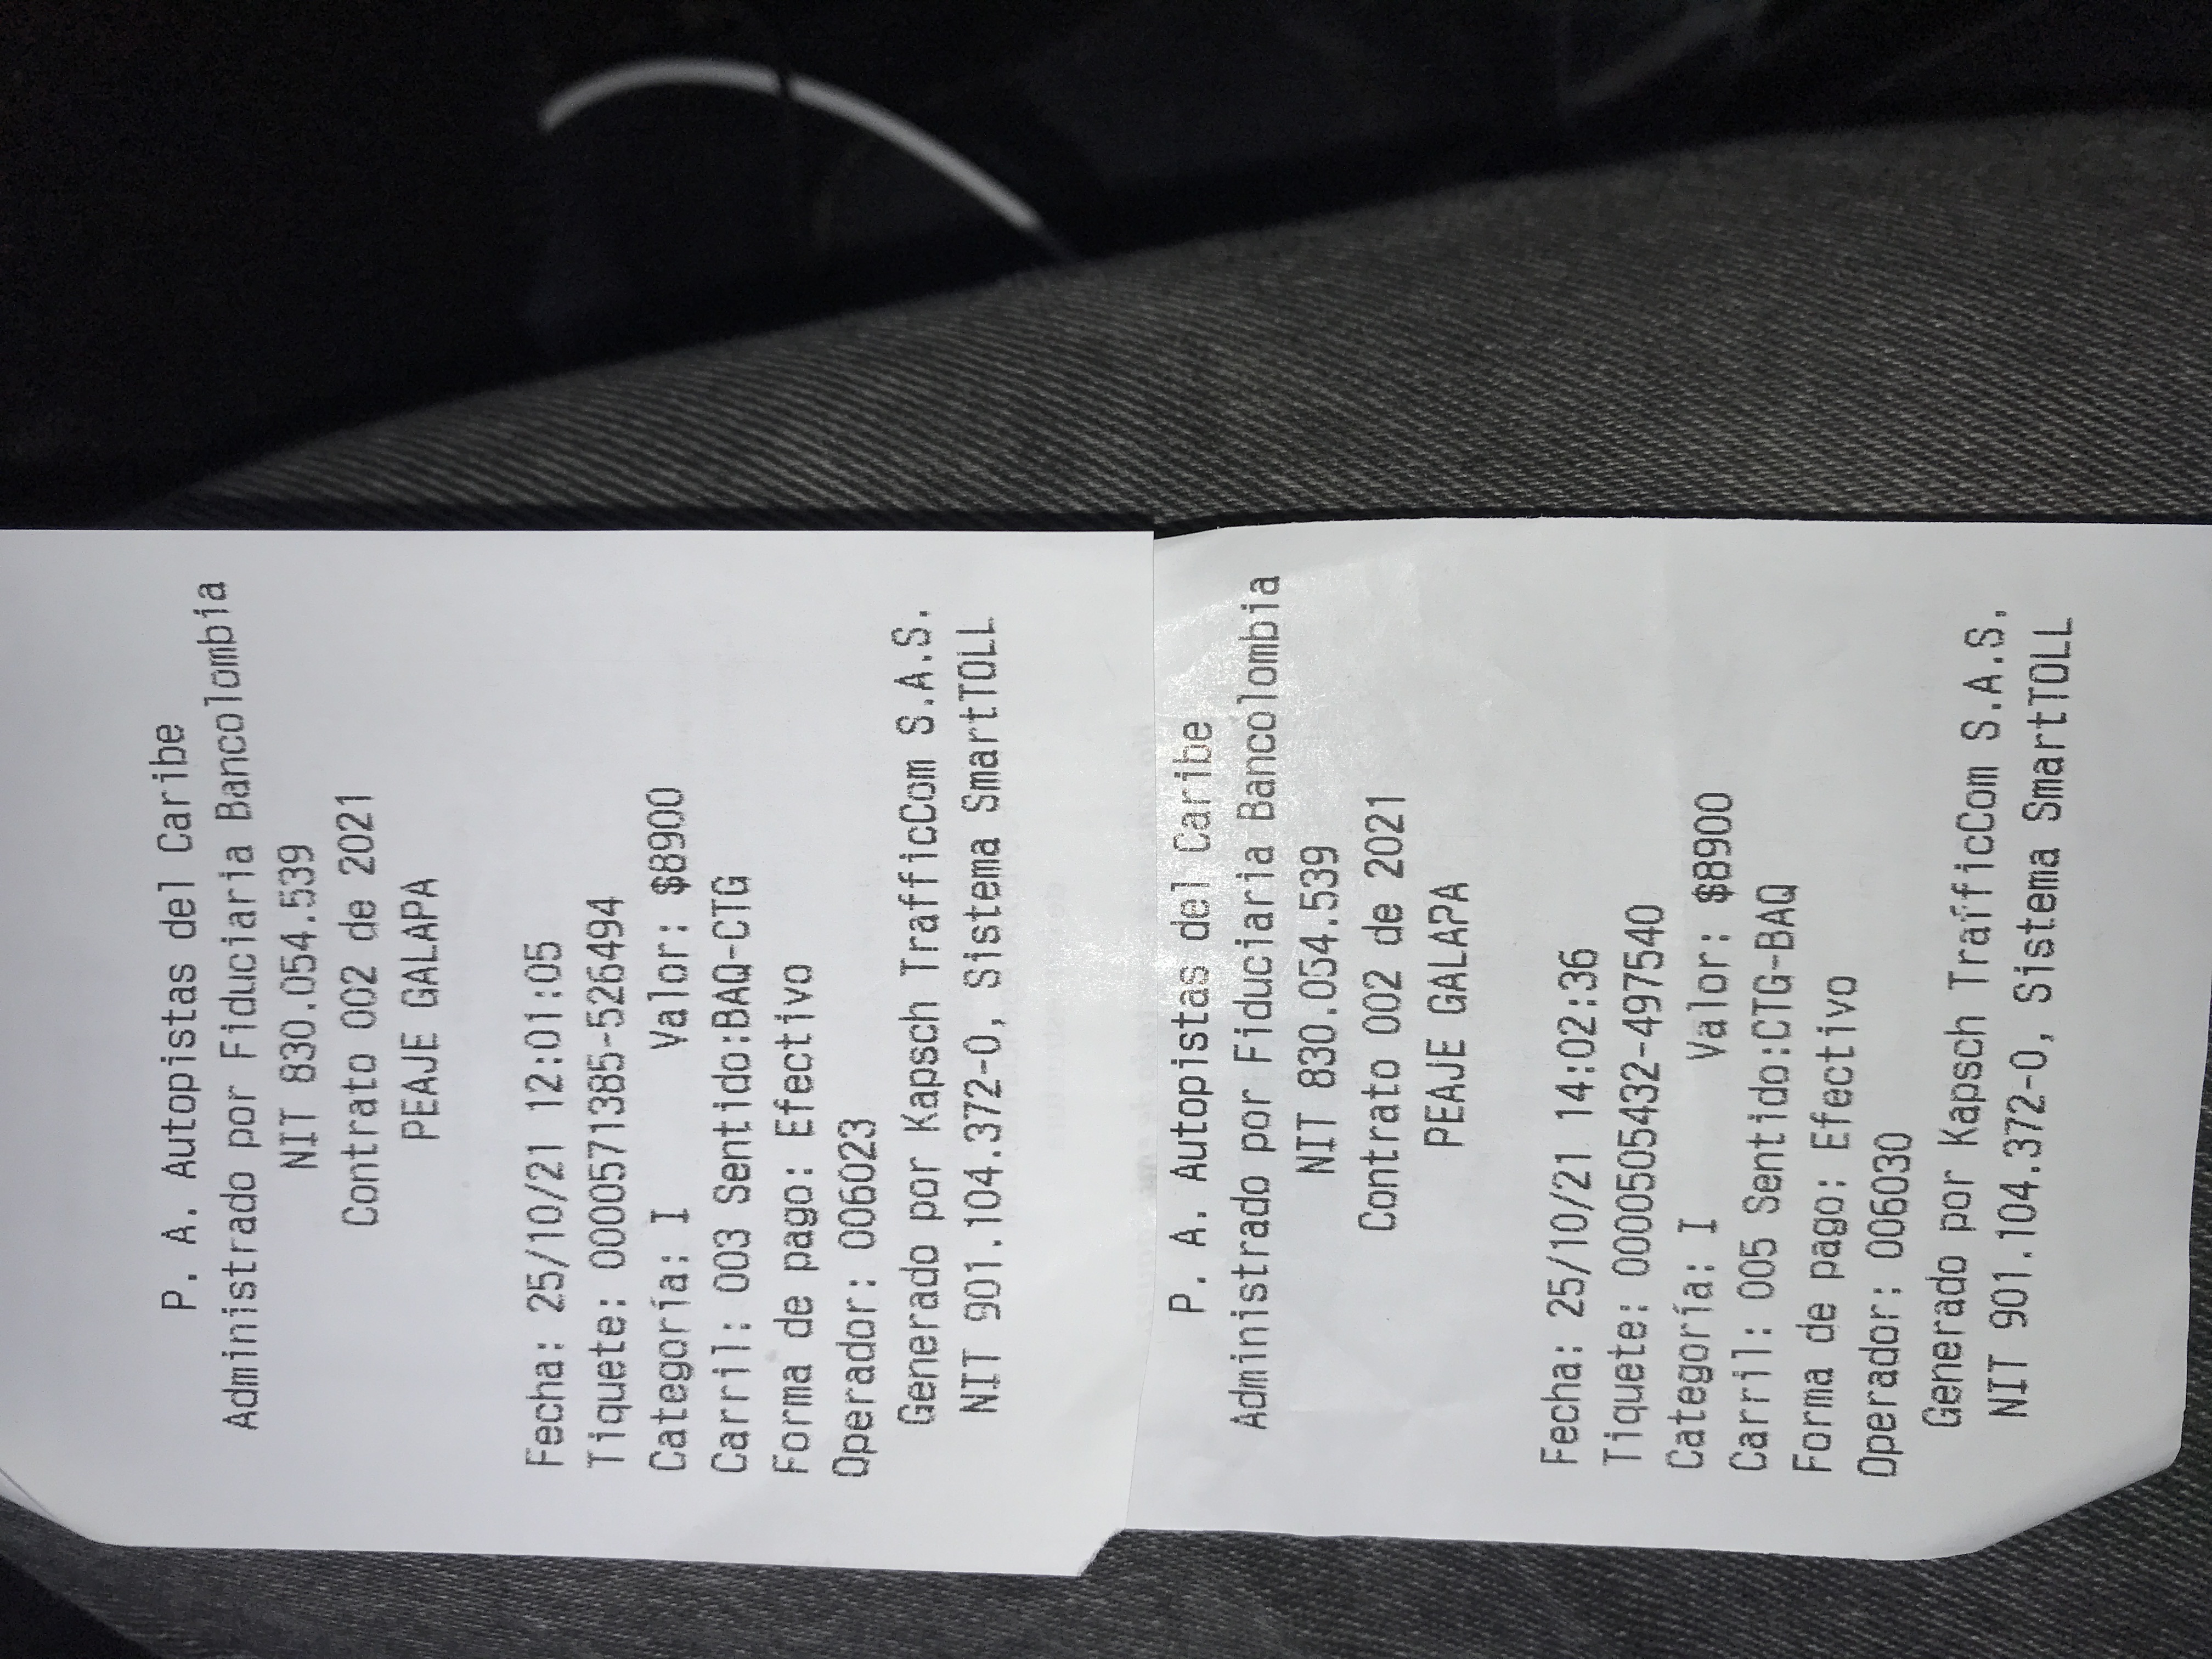 P. A. Autopistas del Caribe
Administrado por Fiduciaria Bancolombia
NIT 830.054.539
Contrato 002 de 2021
PEAJE GALAPA
Fecha: 25/10/21 12:01:05
Tiquete: 0000571385-526494
Categoría: I Valor: $8900
Carril: 003 Sentido:BAQ-CTG
Forma de pago: Efectivo
Operador: 006023
Generado por Kapsch TrafficCom S.A.S.
NIT 901.104.372-0, Sistema SmartTOLL
P. A. Autopistas del Caribe
Administrado por Fiduciaria Bancolombia
NIT 830.054.539
Contrato 002 de 2021
PEAJE GALAPA
Fecha: 25/10/21 14:02:36
Tiquete: 0000505432-497540
Categoría: I Valor: $8900
Carril: 005 Sentido:CTG-BAQ
Forma de pago: Efectivo
Operador: 006030
Generado por Kapsch TrafficCom S.A.S.
NIT 901.104.372-0, Sistema SmartTOLL